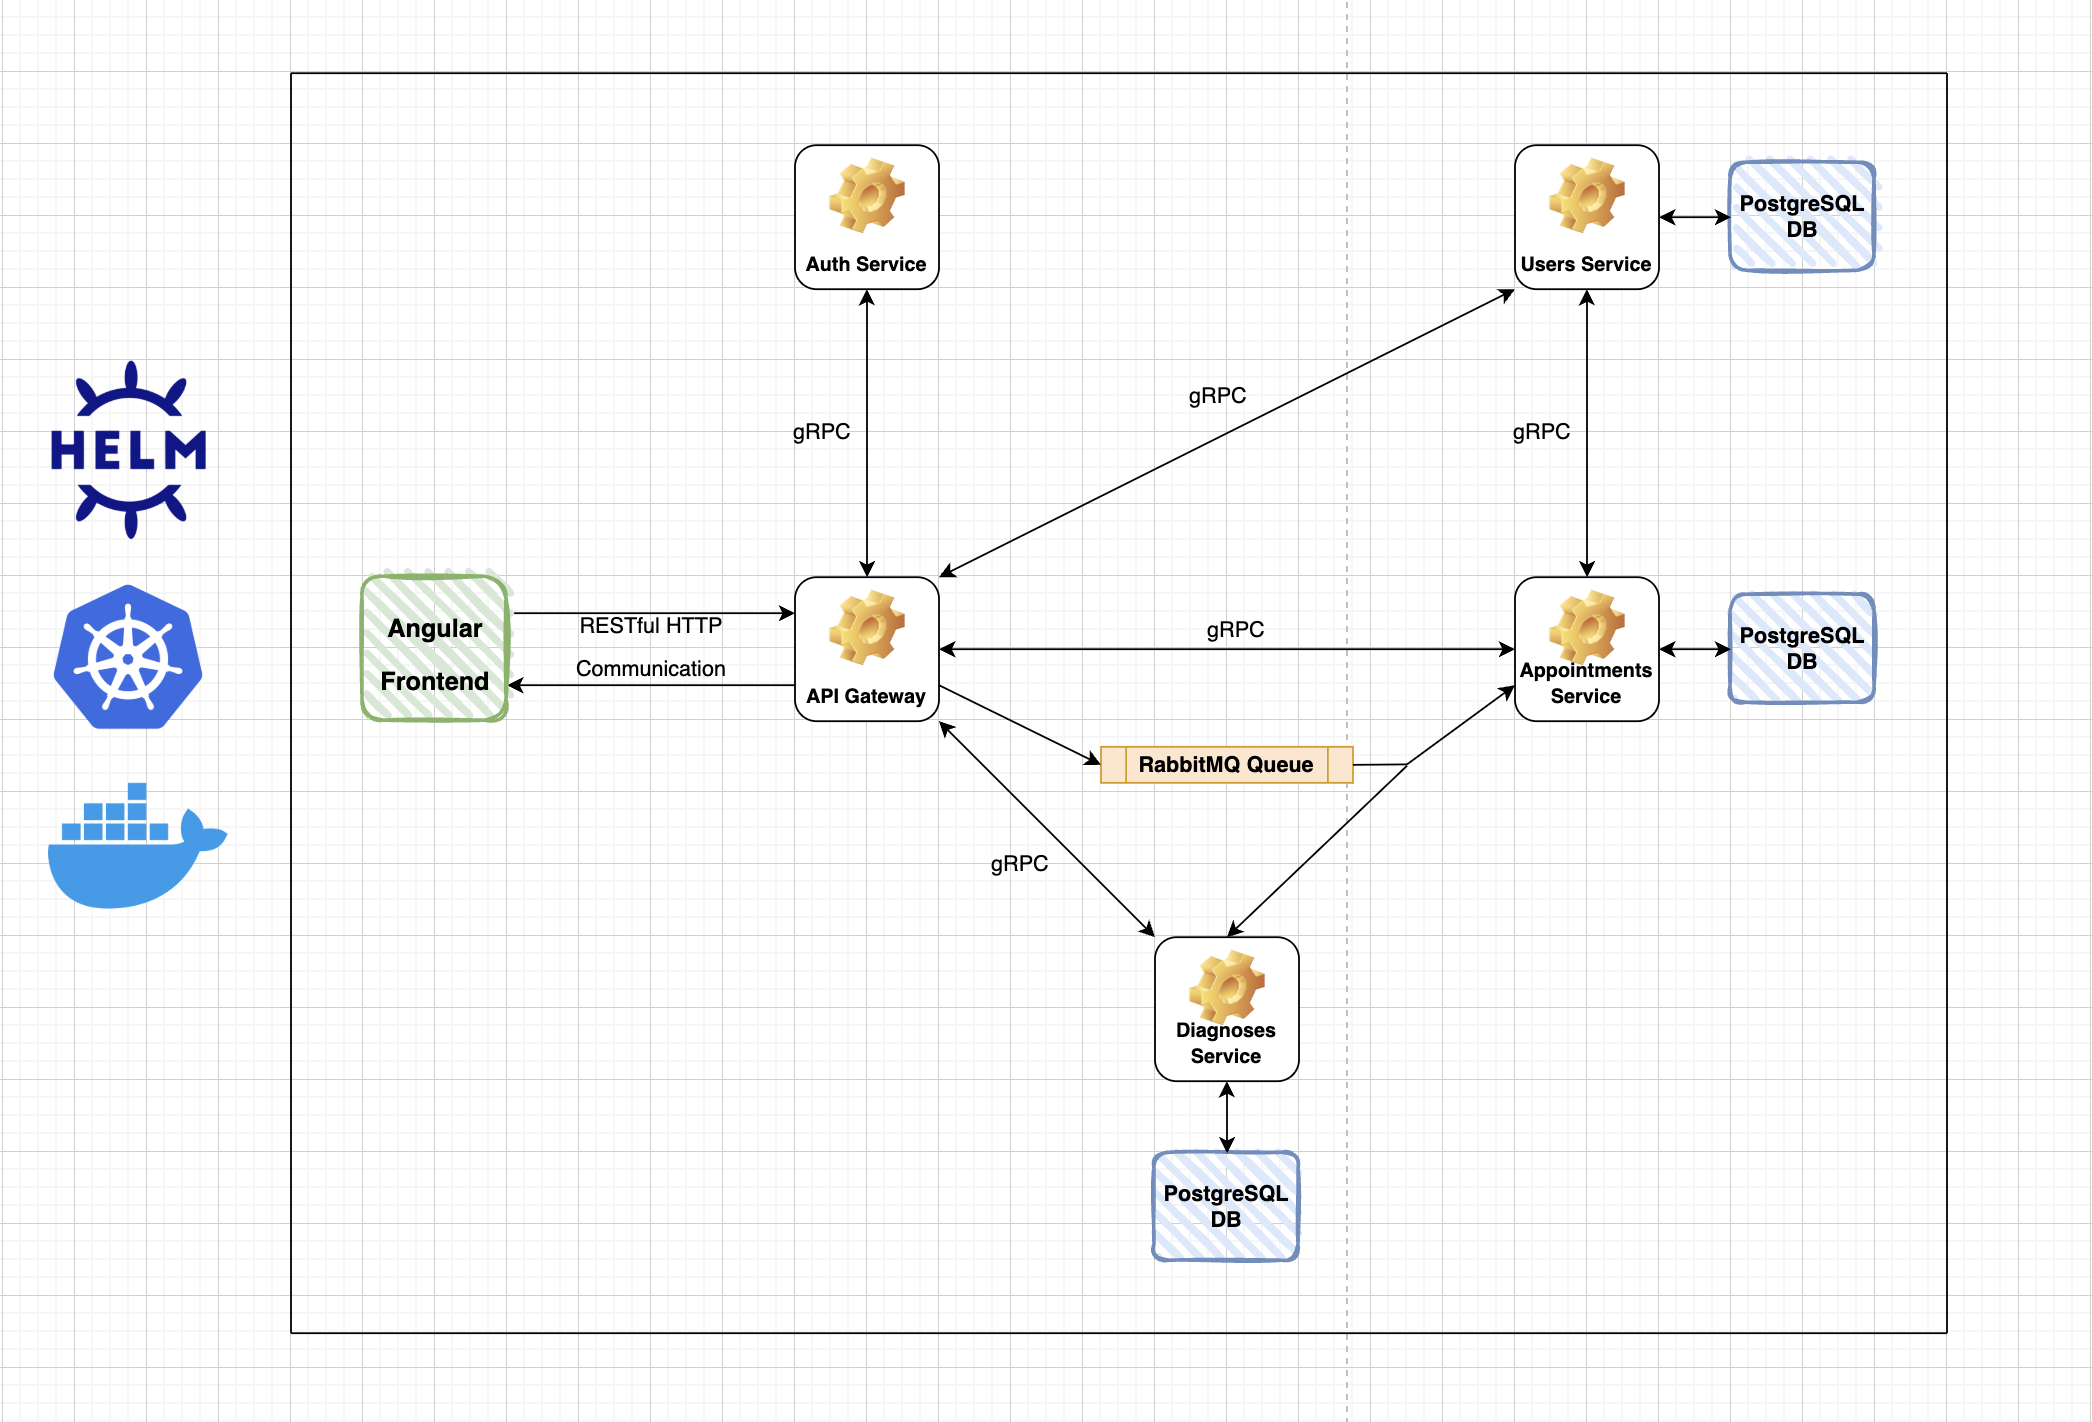 Auth Service
Users Service
PostgreSQL
DB
gRPC
gRPC
gRPC
HELM
Angular
Frontend
RESTful HTTP
Communication
API Gateway
gRPC
Appointments
Service
PostgreSQL
DB
RabbitMQ Queue
gRPC
Diagnoses
Service
PostgreSQL
DB